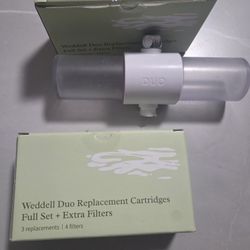 Weddell Duo Replacement Cartridges
Full Set + Extra Filters
DUO
Weddell Duo Replacement Cartridges
Full Set + Extra Filters
3 replacements | 4 filters